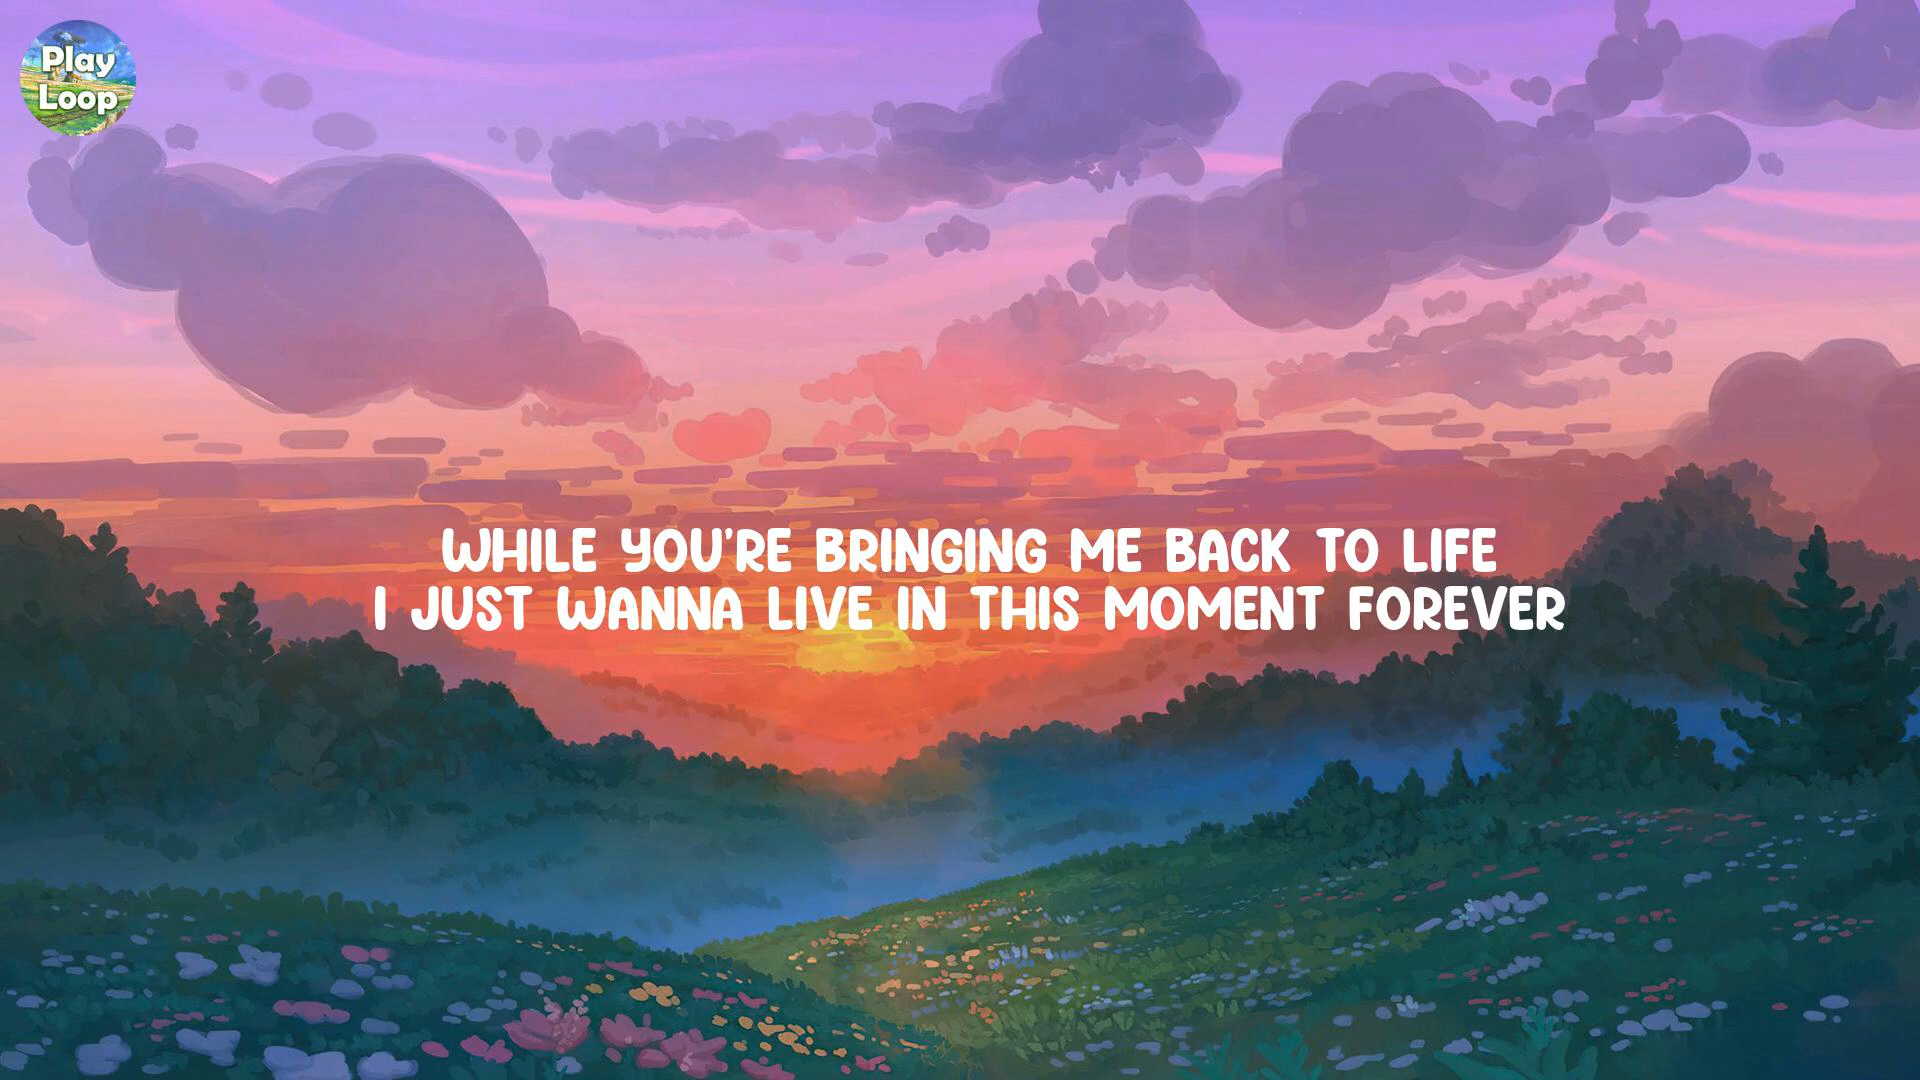 Play
Loop
WHILE YOU'RE BRINGING ME BACK TO LIFE
I JUST WANNA LIVE IN THIS MOMENT FOREVER